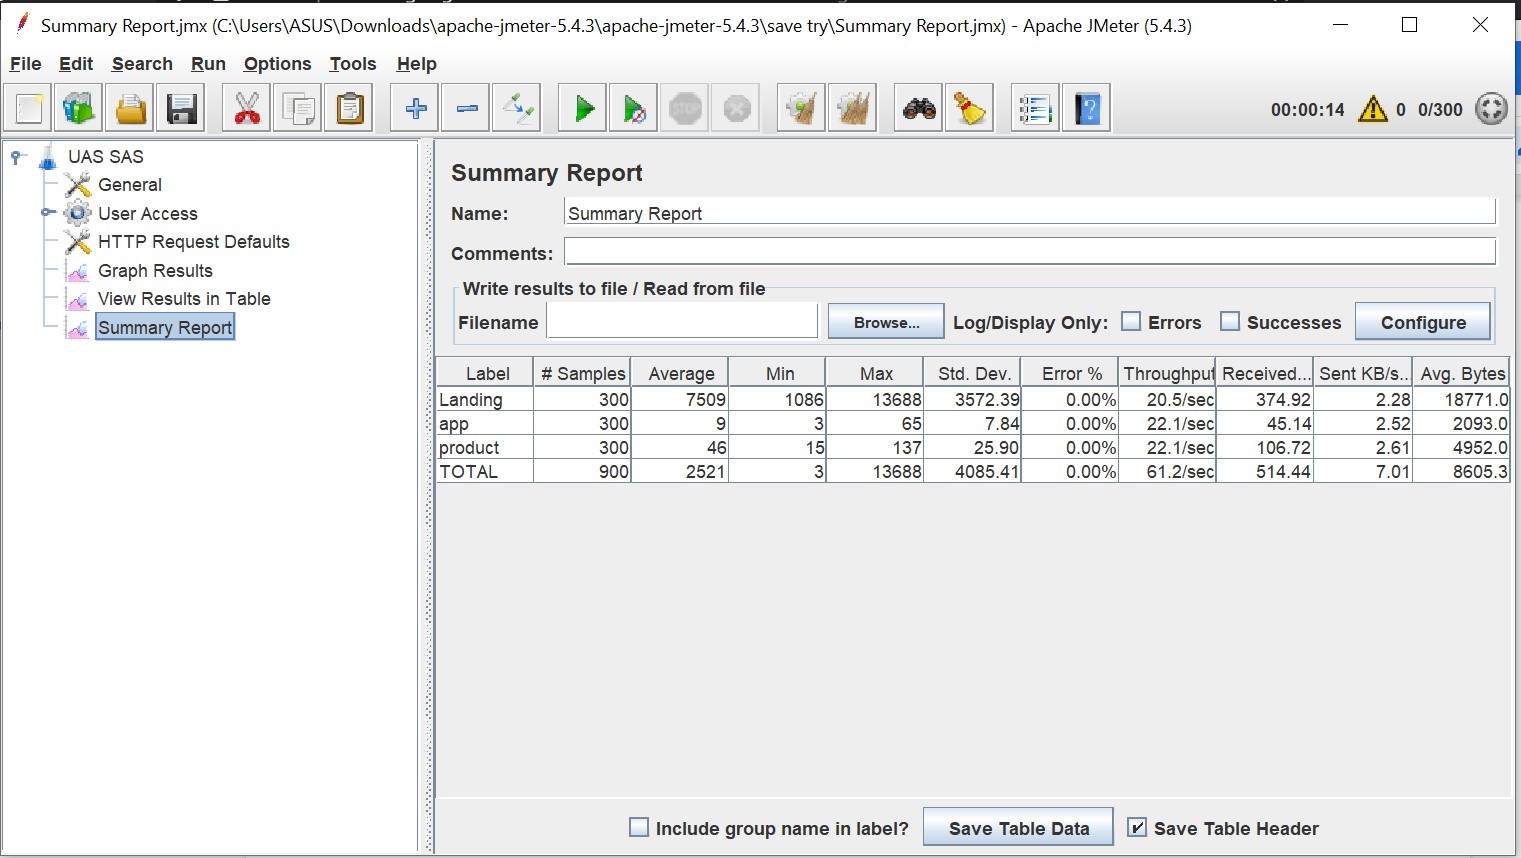 Summary Report.jmx (C:\Users\ASUS\Downloads\apache-jmeter-5.4.3\apache-jmeter-5.4.3\save try\Summary Report.jmx) - Apache JMeter (5.4.3)
File Edit Search Run Options Tools Help
STOP 00:00:14 0 0/300
UAS SAS
General
User Access
HTTP Request Defaults
Graph Results
View Results in Table
Summary Report
Summary Report
Name: Summary Report
Comments:
Write results to file / Read from file
Filename Browse... Log/Display Only: Errors Successes Configure
Label # Samples Average Min Max Std. Dev. Error % Throughput Received... Sent KB/s... Avg. Bytes
Landing 300 7509 1086 13688 3572.39 0.00% 20.5/sec 374.92 2.28 18771.0
app 300 9 3 65 7.84 0.00% 22.1/sec 45.14 2.52 2093.0
product 300 46 15 137 25.90 0.00% 22.1/sec 106.72 2.61 4952.0
TOTAL 900 2521 3 13688 4085.41 0.00% 61.2/sec 514.44 7.01 8605.3
Include group name in label? Save Table Data Save Table Header